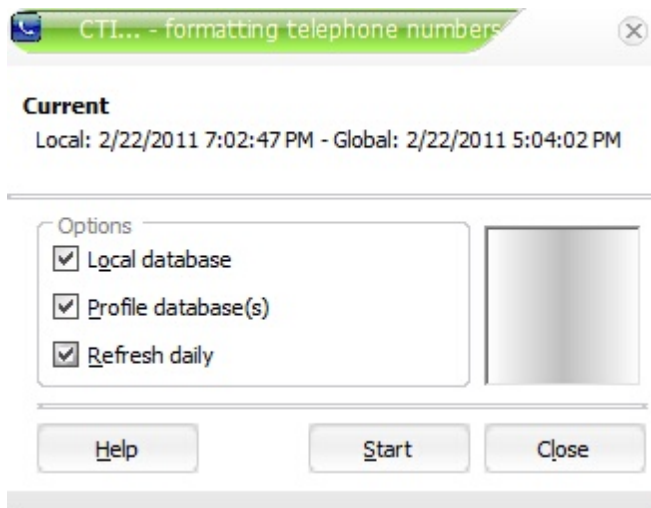 CTI... - formatting telephone numbers
Current
Local: 2/22/2011 7:02:47 PM - Global: 2/22/2011 5:04:02 PM
Options
Local database
Profile database(s)
Refresh daily
Help Start Close